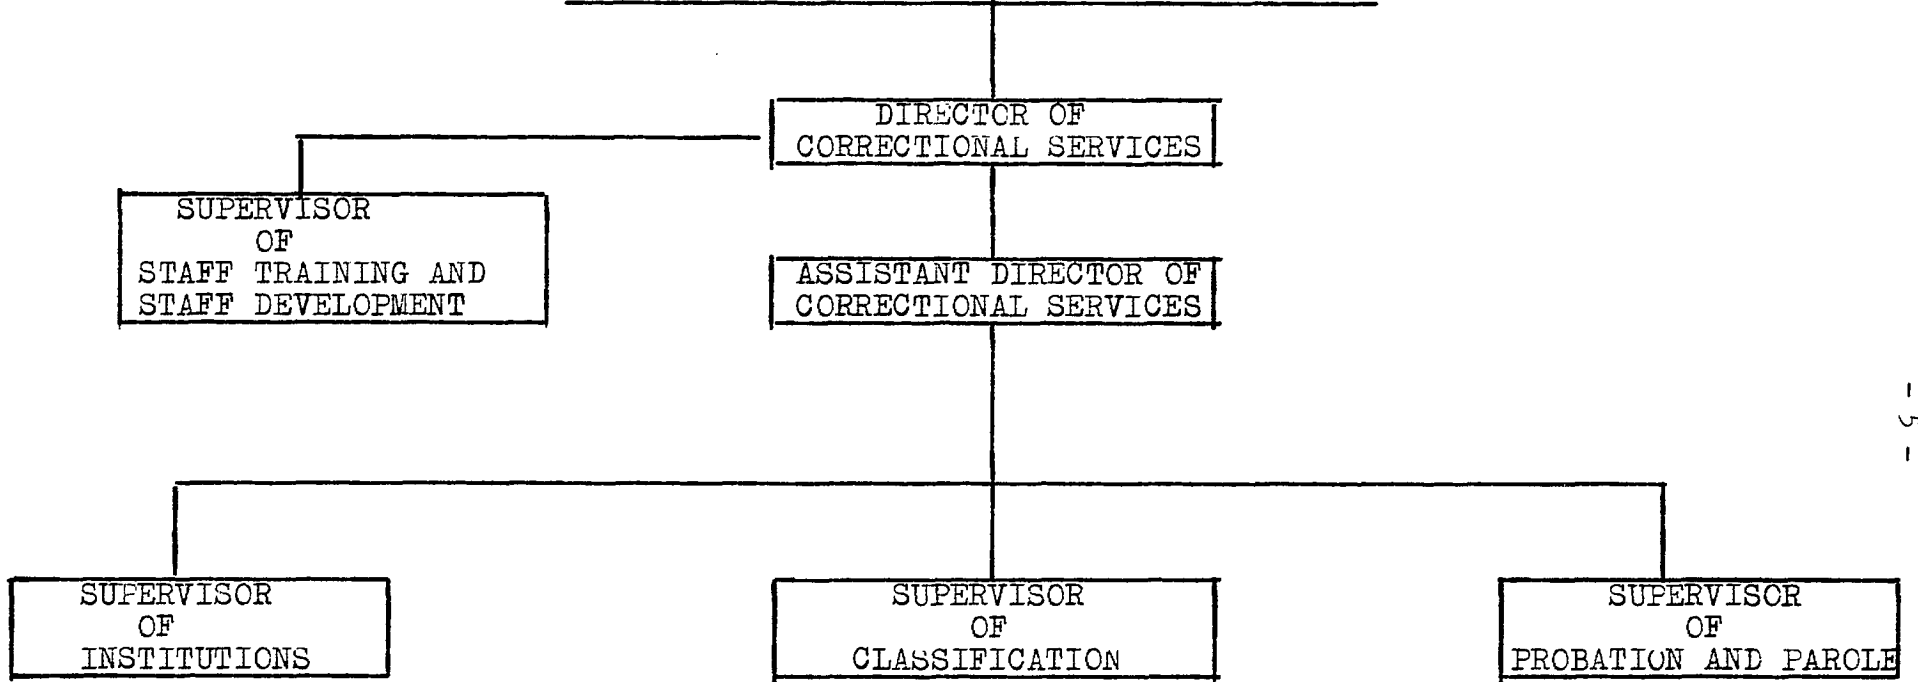 DIRECTOR OF
CORRECTIONAL SERVICES
SUPERVISOR
OF
STAFF TRAINING AND
STAFF DEVELOPMENT
ASSISTANT DIRECTOR OF
CORRECTIONAL SERVICES
- 5 -
SUPERVISOR
OF
INSTITUTIONS
SUPERVISOR
OF
CLASSIFICATION
SUPERVISOR
OF
PROBATION AND PAROLE